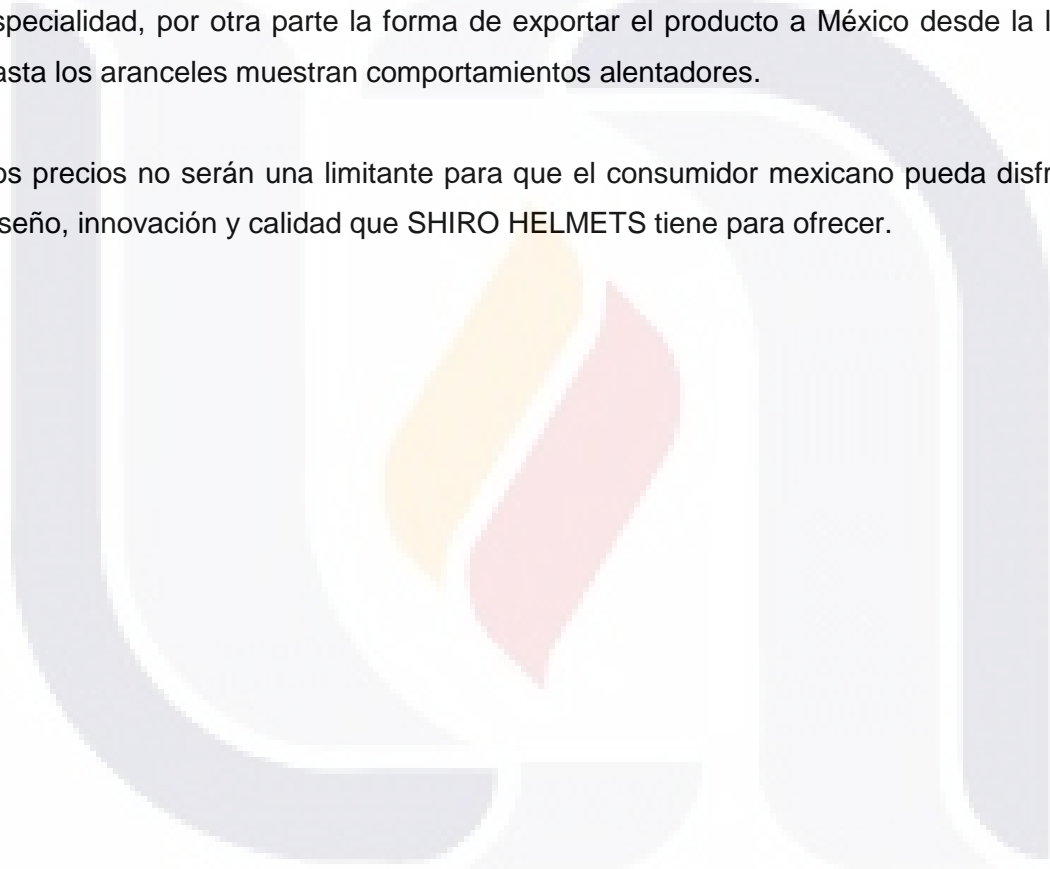 specialidad, por otra parte la forma de exportar el producto a México desde la l
asta los aranceles muestran comportamientos alentadores.
os precios no serán una limitante para que el consumidor mexicano pueda disfr
seño, innovación y calidad que SHIRO HELMETS tiene para ofrecer.